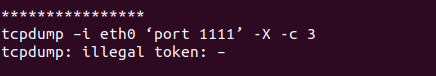 ****************
tcpdump –i eth0 ‘port 1111’ -X -c 3
tcpdump: illegal token: –